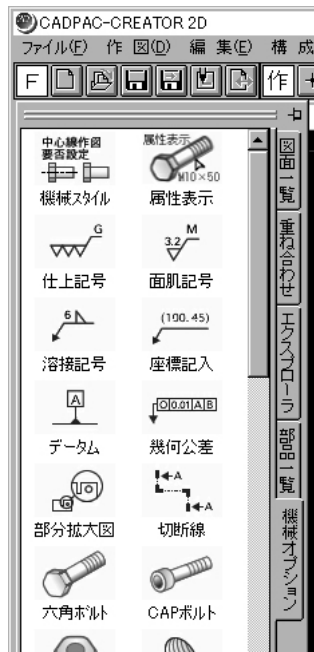 CADPAC-CREATOR 2D
ファイル(F) 作 図(D) 編 集(E) 構 成
F 作
中心線作図
要否設定
機械スタイル
属性表示
M10×50
属性表示
G
仕上記号
M
3.2
面肌記号
6
溶接記号
(100.45)
座標記入
A
データム
0.01 A B
幾何公差
部分拡大図
A
A
切断線
六角ボルト
CAPボルト
図面一覧
重ね合わせ
エクスプローラ
部品一覧
機械オプション